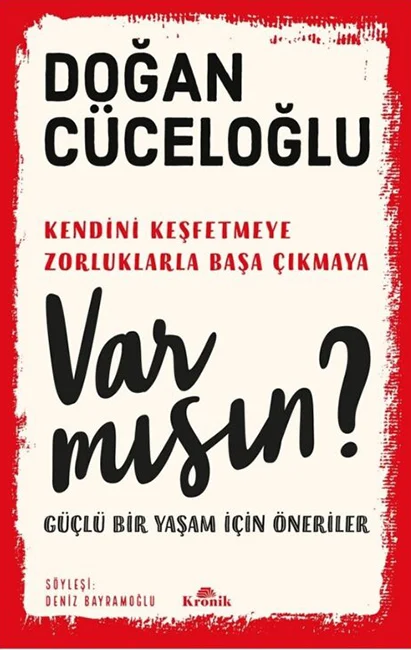 DOĞAN
CÜCELOĞLU
KENDİNİ KEŞFETMEYE
ZORLUKLARLA BAŞA ÇIKMAYA
Var
mısın?
GÜÇLÜ BİR YAŞAM İÇİN ÖNERİLER
SÖYLEŞİ:
DENİZ BAYRAMOĞLU
Kronik